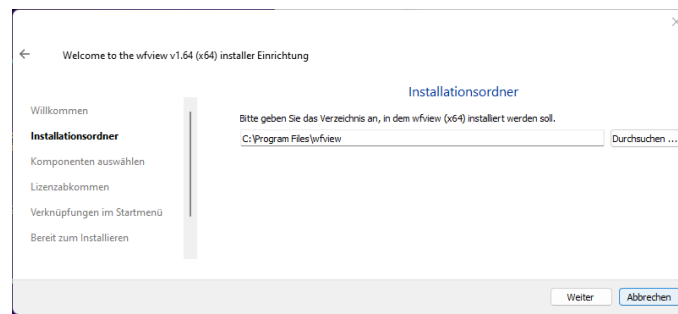 Welcome to the wfview v1.64 (x64) installer Einrichtung
Installationsordner
Willkommen
Installationsordner
Komponenten auswählen
Lizenzabkommen
Verknüpfungen im Startmenü
Bereit zum Installieren
Bitte geben Sie das Verzeichnis an, in dem wfview (x64) installiert werden soll.
C:\Program Files\wfview
Durchsuchen ...
Weiter
Abbrechen